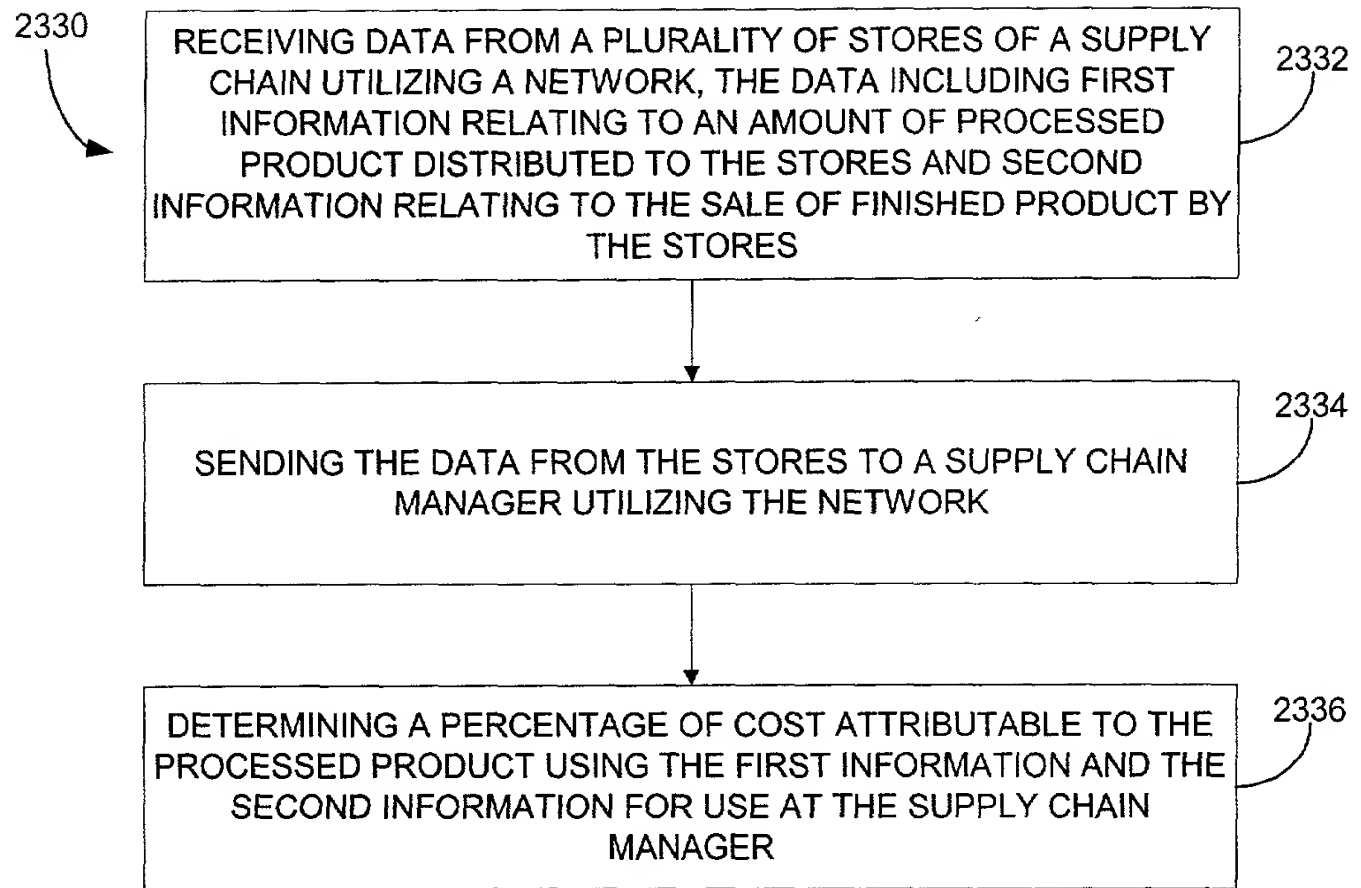 2330
RECEIVING DATA FROM A PLURALITY OF STORES OF A SUPPLY
CHAIN UTILIZING A NETWORK, THE DATA INCLUDING FIRST
INFORMATION RELATING TO AN AMOUNT OF PROCESSED
PRODUCT DISTRIBUTED TO THE STORES AND SECOND
INFORMATION RELATING TO THE SALE OF FINISHED PRODUCT BY
THE STORES
2332
SENDING THE DATA FROM THE STORES TO A SUPPLY CHAIN
MANAGER UTILIZING THE NETWORK
2334
DETERMINING A PERCENTAGE OF COST ATTRIBUTABLE TO THE
PROCESSED PRODUCT USING THE FIRST INFORMATION AND THE
SECOND INFORMATION FOR USE AT THE SUPPLY CHAIN
MANAGER
2336